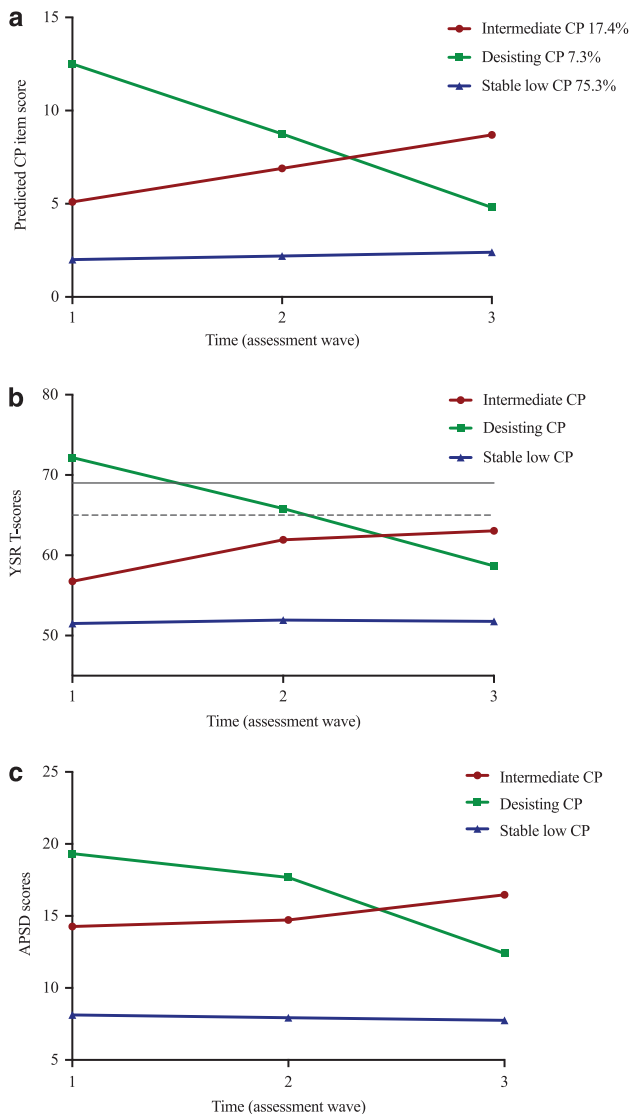 a
15
10
5
0
Predicted CP item score
Intermediate CP 17.4%
Desisting CP 7.3%
Stable low CP 75.3%
1 2 3
Time (assessment wave)
b
80
70
60
50
YSR T-scores
Intermediate CP
Desisting CP
Stable low CP
1 2 3
Time (assessment wave)
c
25
20
15
10
5
APSD scores
Intermediate CP
Desisting CP
Stable low CP
1 2 3
Time (assessment wave)